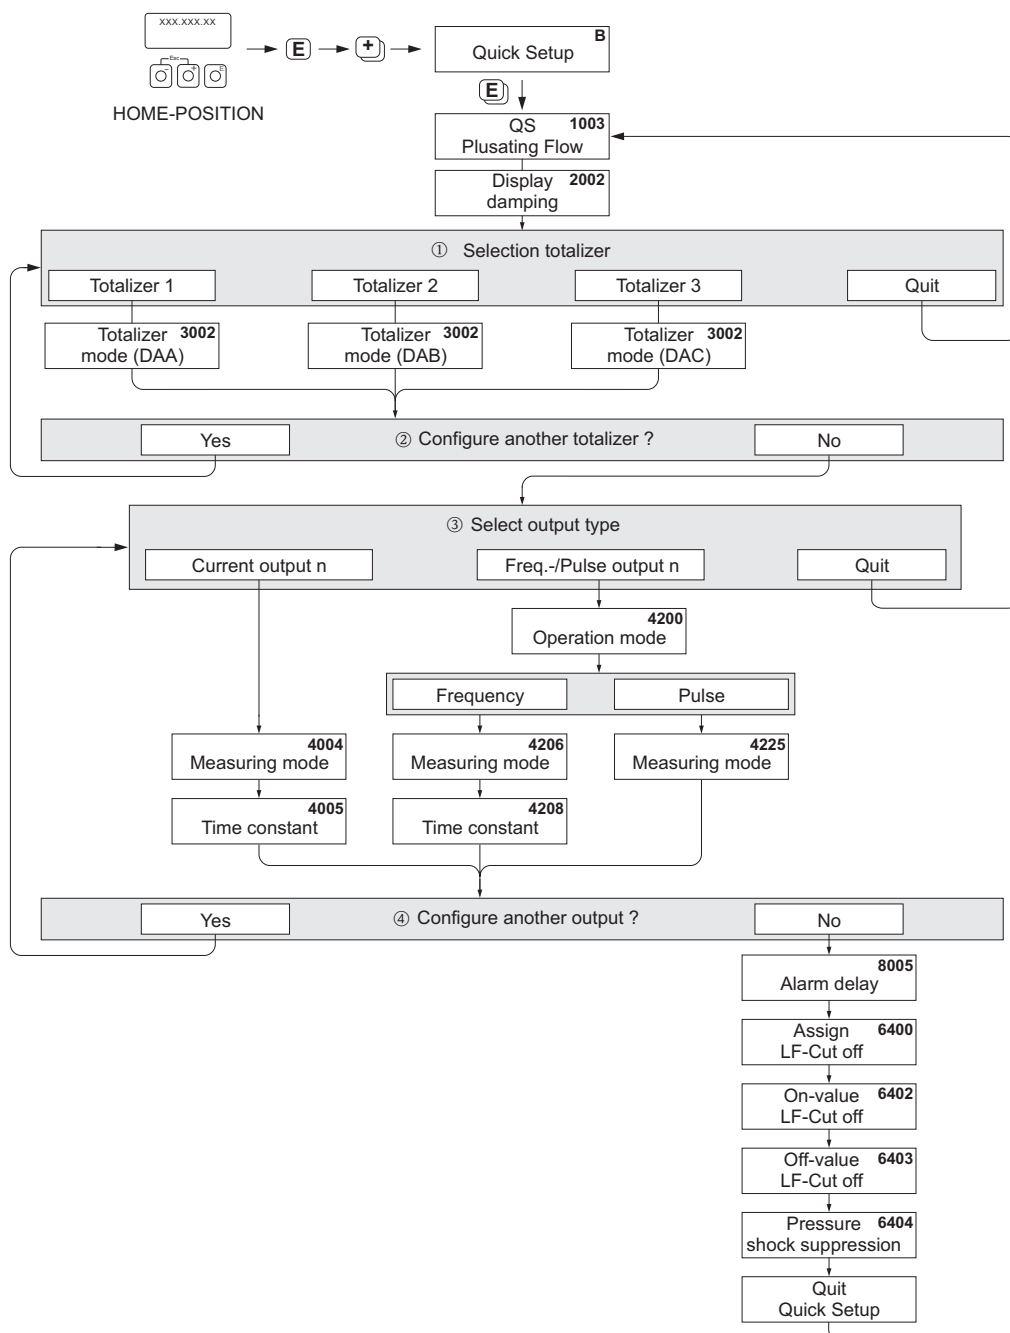 XXX.XXX.XX
Esc
- + E
E
+
HOME-POSITION
B
Quick Setup
E
QS 1003
Plusating Flow
Display 2002
damping
① Selection totalizer
Totalizer 1
Totalizer 2
Totalizer 3
Quit
Totalizer 3002
mode (DAA)
Totalizer 3002
mode (DAB)
Totalizer 3002
mode (DAC)
Yes
② Configure another totalizer ?
No
③ Select output type
Current output n
Freq.-/Pulse output n
Quit
4200
Operation mode
Frequency
Pulse
4004
Measuring mode
4206
Measuring mode
4225
Measuring mode
4005
Time constant
4208
Time constant
Yes
④ Configure another output ?
No
8005
Alarm delay
Assign 6400
LF-Cut off
On-value 6402
LF-Cut off
Off-value 6403
LF-Cut off
Pressure 6404
shock suppression
Quit
Quick Setup